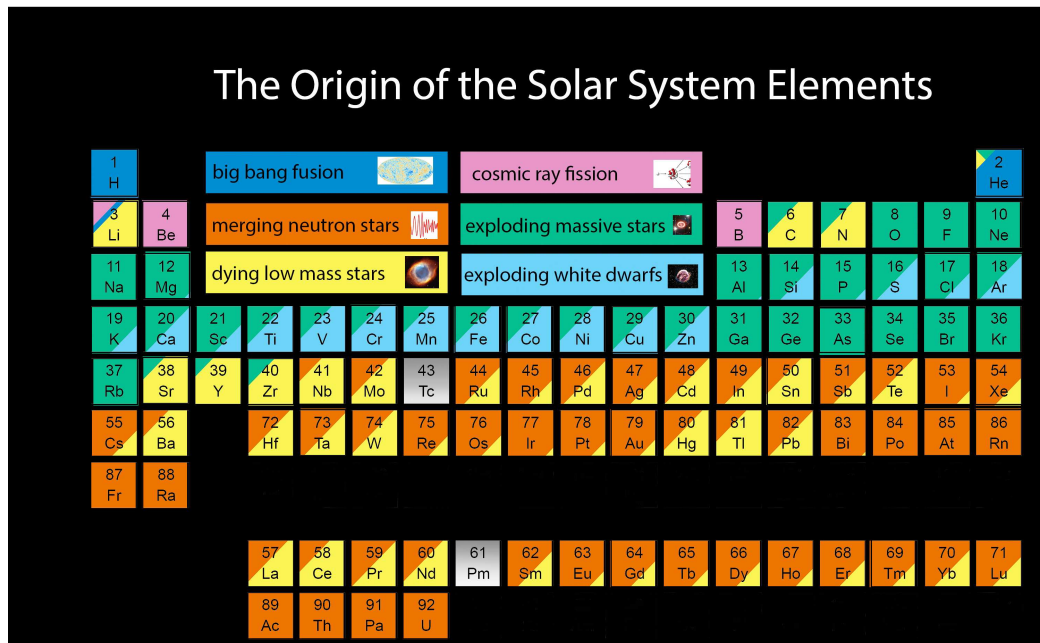 The Origin of the Solar System Elements
1
H
big bang fusion
cosmic ray fission
2
He
3
Li
4
Be
merging neutron stars
exploding massive stars
5
B
6
C
7
N
8
O
9
F
10
Ne
11
Na
12
Mg
dying low mass stars
exploding white dwarfs
13
Al
14
Si
15
P
16
S
17
Cl
18
Ar
19
K
20
Ca
21
Sc
22
Ti
23
V
24
Cr
25
Mn
26
Fe
27
Co
28
Ni
29
Cu
30
Zn
31
Ga
32
Ge
33
As
34
Se
35
Br
36
Kr
37
Rb
38
Sr
39
Y
40
Zr
41
Nb
42
Mo
43
Tc
44
Ru
45
Rh
46
Pd
47
Ag
48
Cd
49
In
50
Sn
51
Sb
52
Te
53
I
54
Xe
55
Cs
56
Ba
72
Hf
73
Ta
74
W
75
Re
76
Os
77
Ir
78
Pt
79
Au
80
Hg
81
Tl
82
Pb
83
Bi
84
Po
85
At
86
Rn
87
Fr
88
Ra
57
La
58
Ce
59
Pr
60
Nd
61
Pm
62
Sm
63
Eu
64
Gd
65
Tb
66
Dy
67
Ho
68
Er
69
Tm
70
Yb
71
Lu
89
Ac
90
Th
91
Pa
92
U